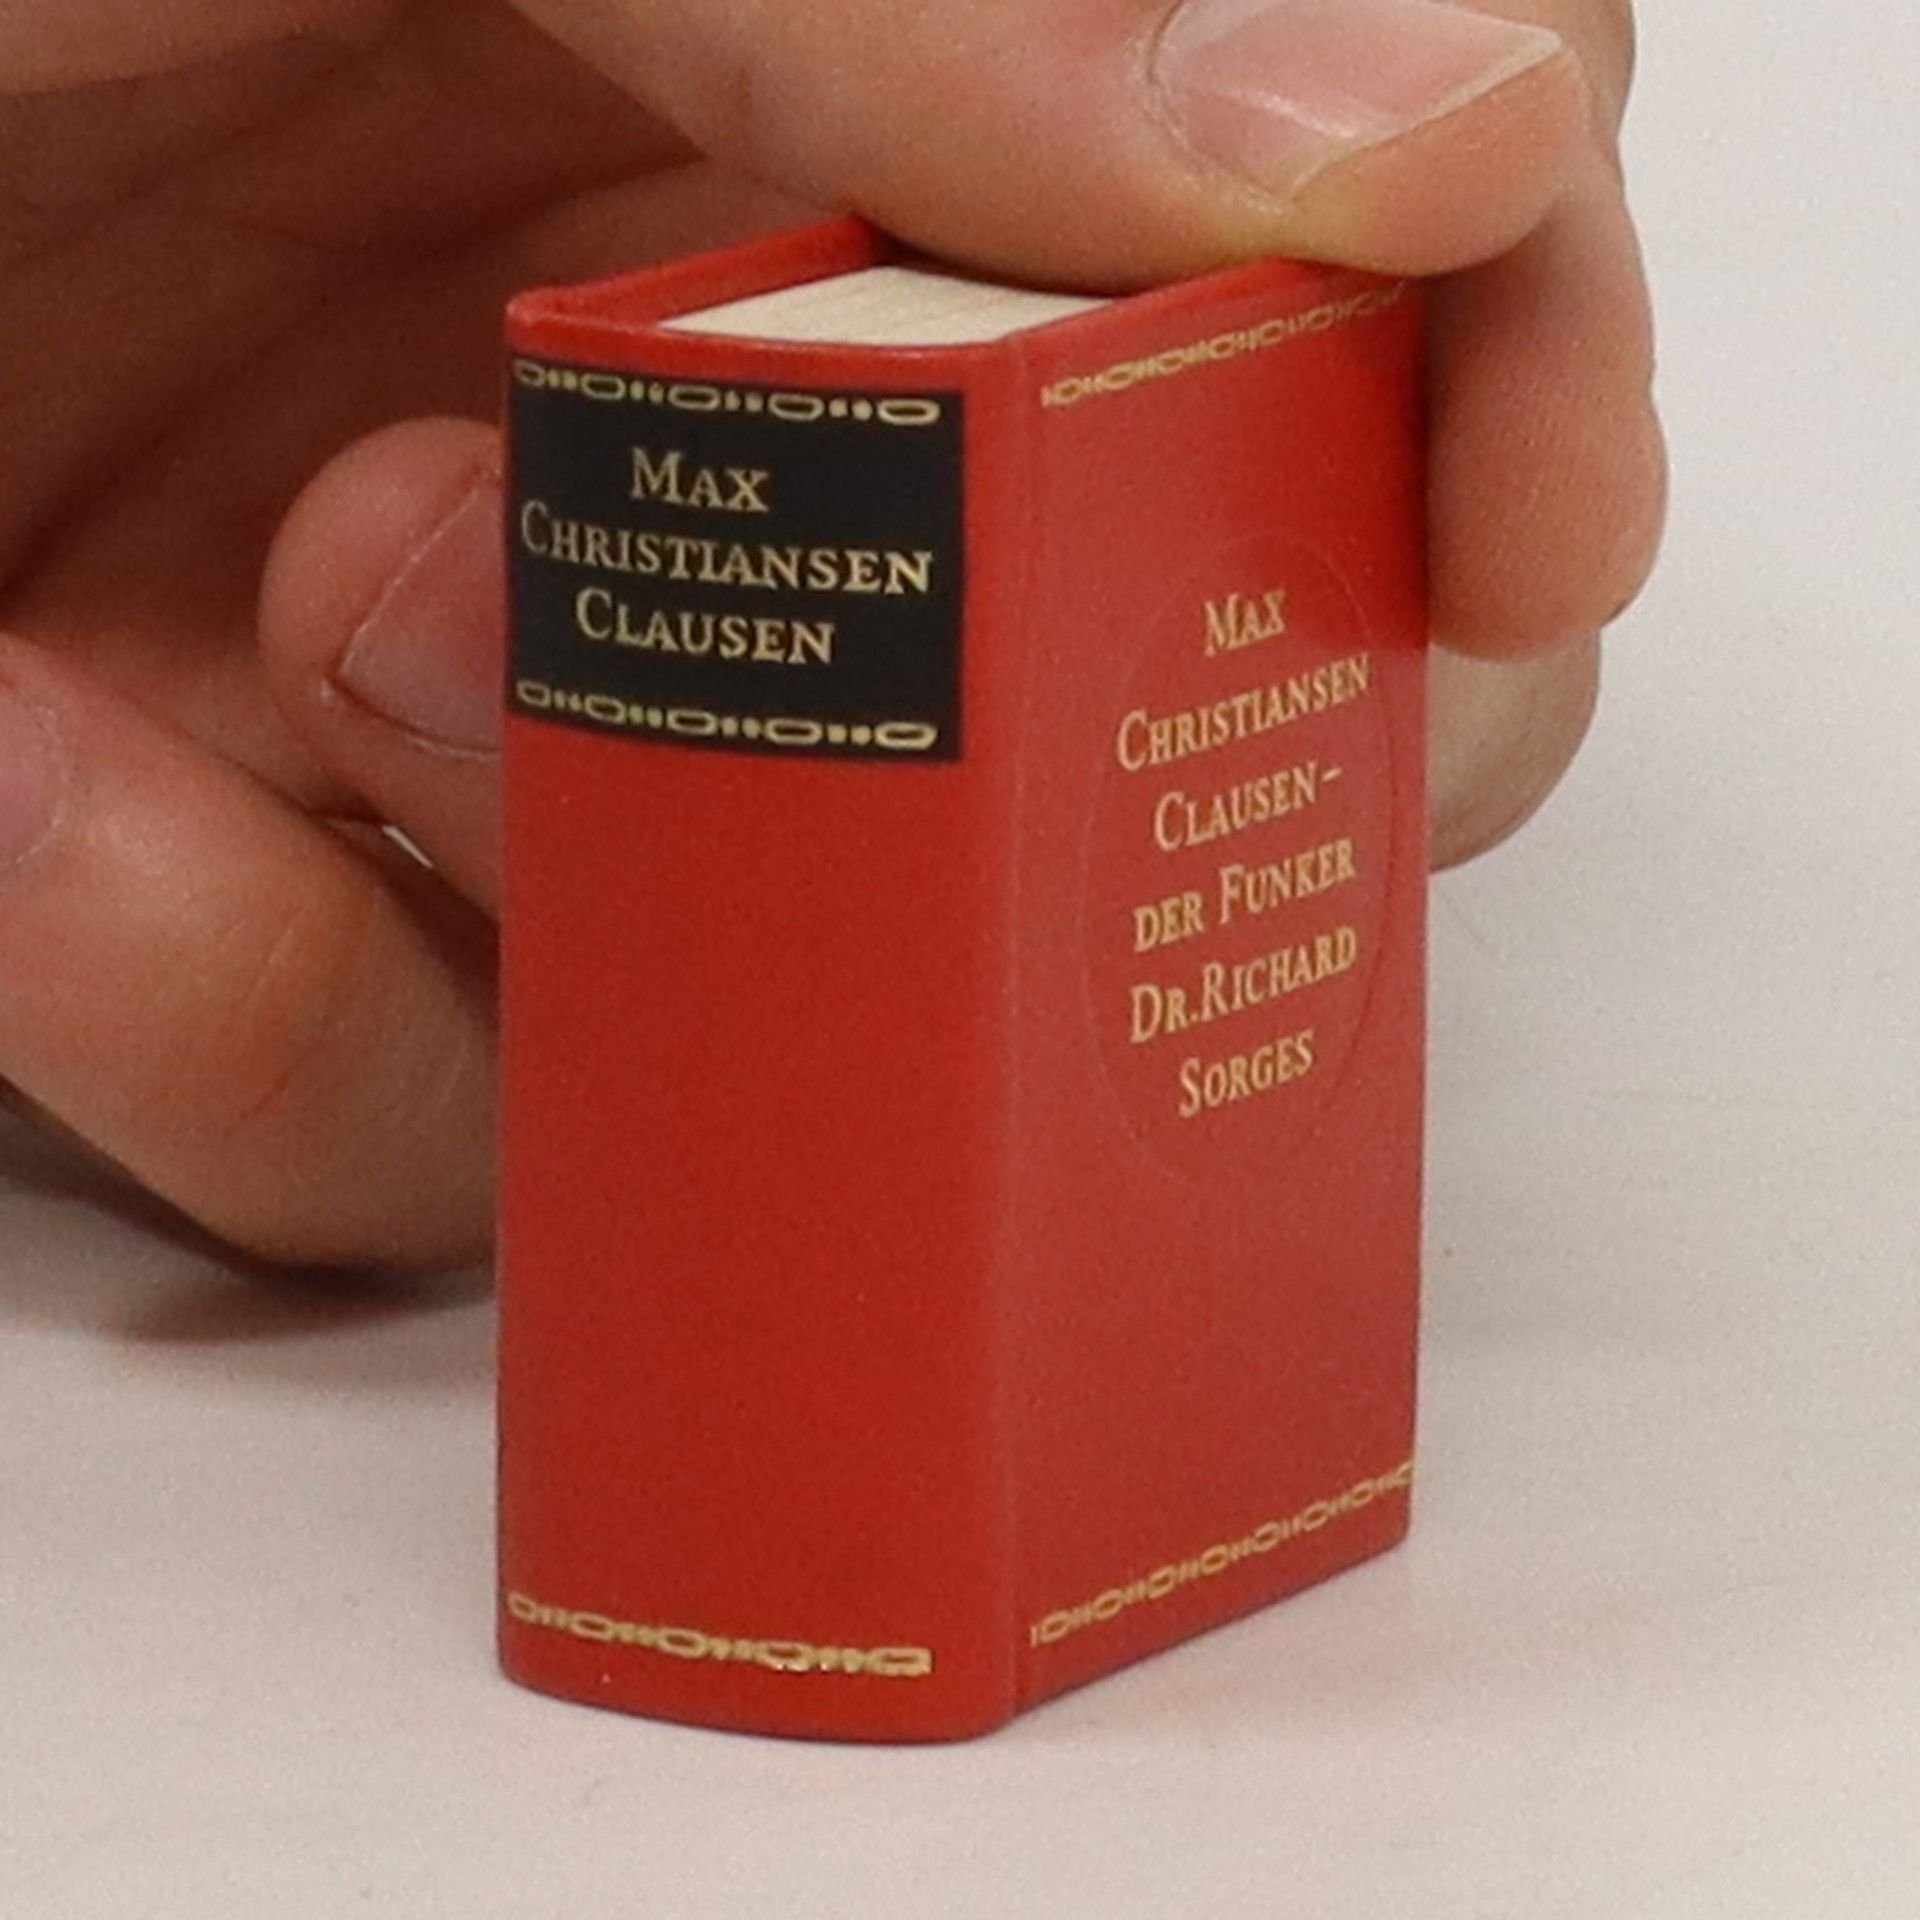 MAX
CHRISTIANSEN
CLAUSEN
MAX
CHRISTIANSEN
CLAUSEN–
DER FUNKER
DR.RICHARD
SORGES